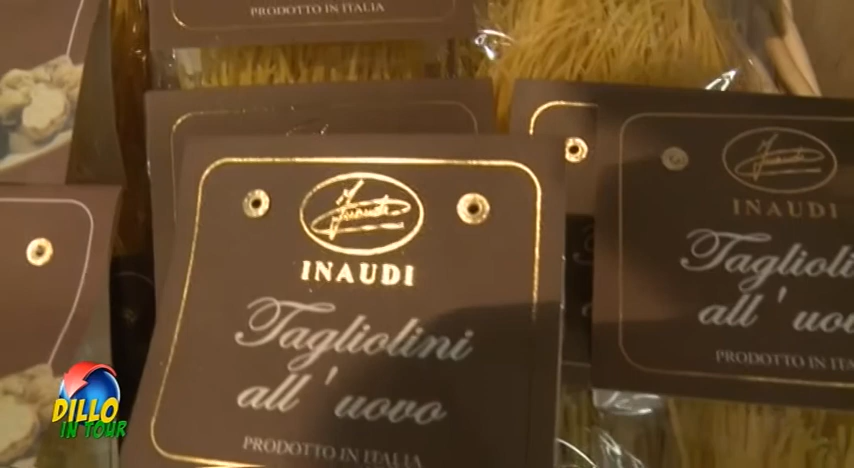 PRODOTTO IN ITALIA
INAUDI
Tagliolini
all'uovo
PRODOTTO IN ITALIA
INAUDI
Tagliolini
all'uovo
PRODOTTO IN ITALIA
DILLO
IN TOUR